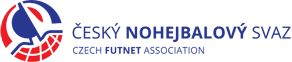 ČESKÝ NOHEJBALOVÝ SVAZ
CZECH FUTNET ASSOCIATION